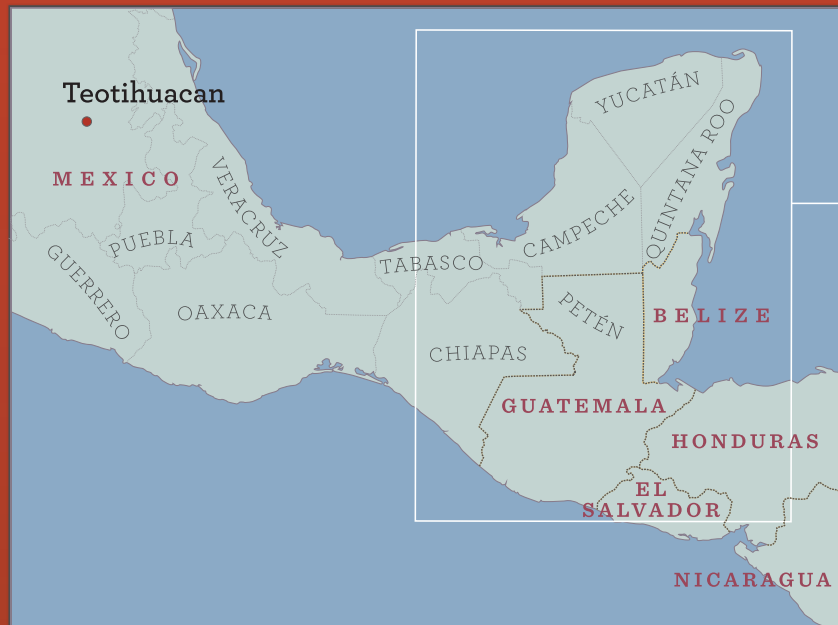 Teotihuacan
MEXICO
YUCATÁN
QUINTANA ROO
VERACRUZ
CAMPECHE
PUEBLA
GUERRERO
TABASCO
OAXACA
PETÉN
BELIZE
CHIAPAS
GUATEMALA
HONDURAS
EL
SALVADOR
NICARAGUA